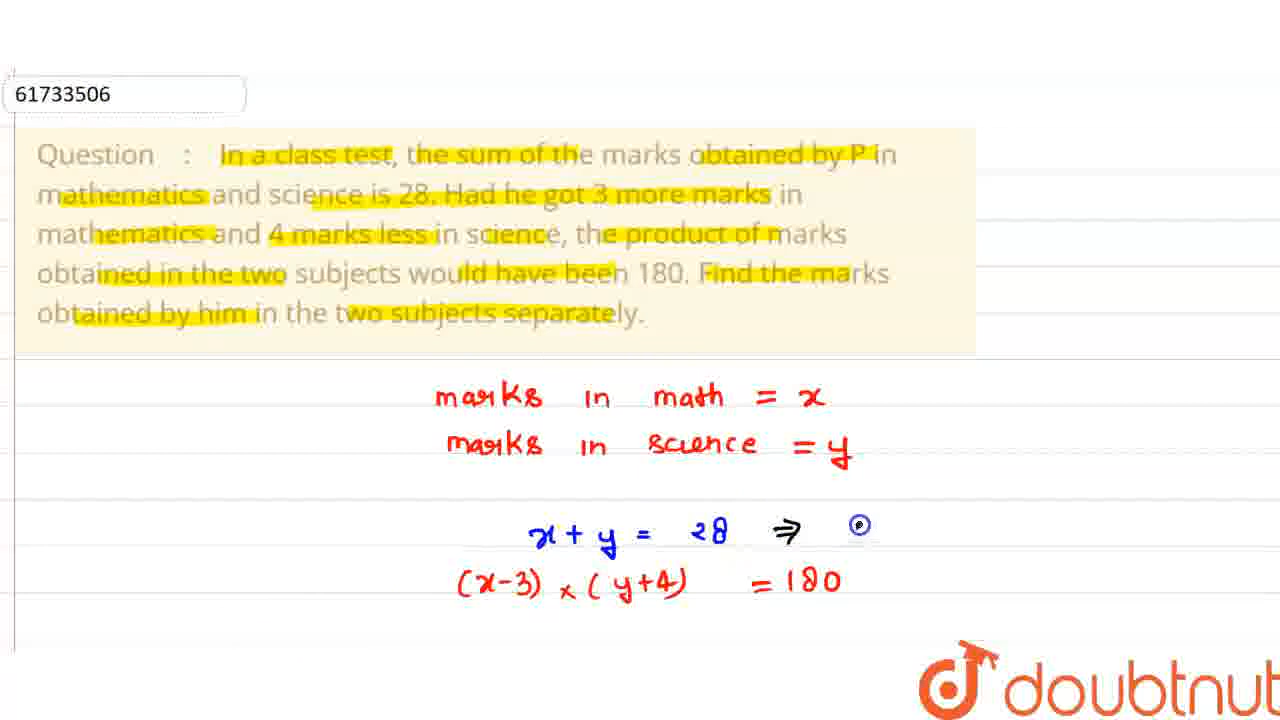 61733506
Question : In a class test, the sum of the marks obtained by P in
mathematics and science is 28. Had he got 3 more marks in
mathematics and 4 marks less in science, the product of marks
obtained in the two subjects would have been 180. Find the marks
obtained by him in the two subjects separately.
marks in math = x
marks in science = y
x + y = 28 ⇒
(x-3) × (y+4) = 180
doubtnut